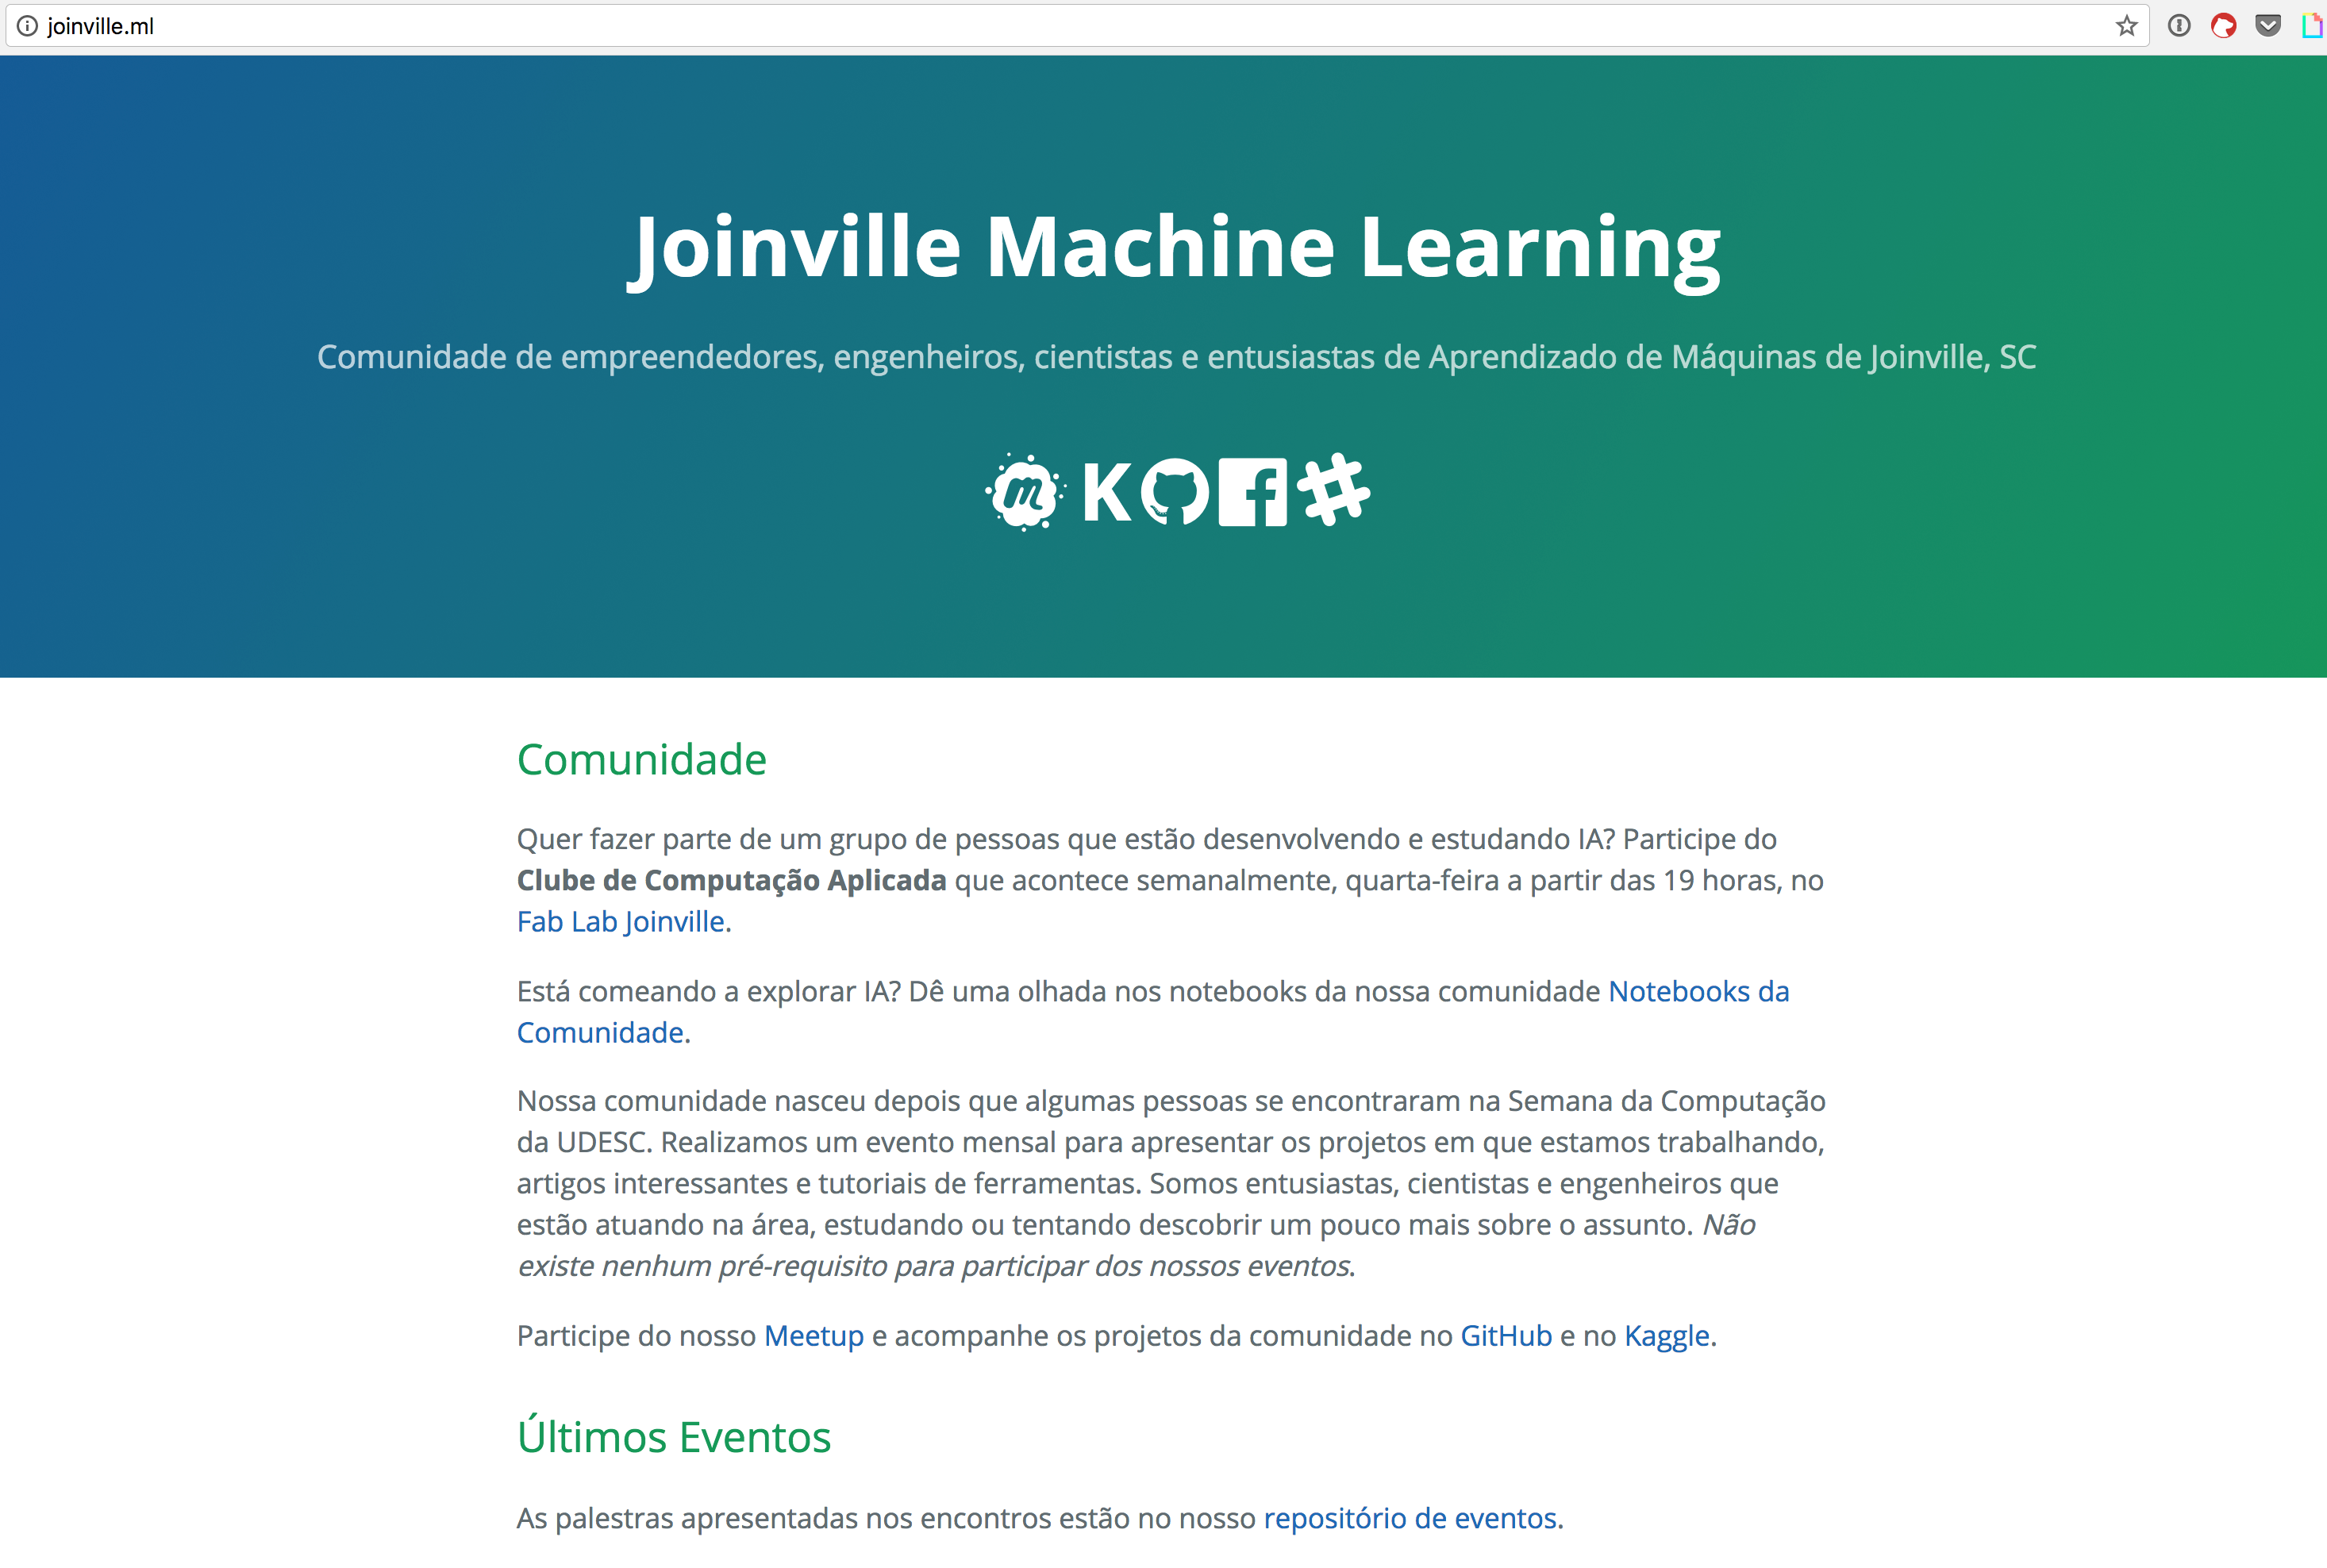 joinville.ml
Joinville Machine Learning
Comunidade de empreendedores, engenheiros, cientistas e entusiastas de Aprendizado de Máquinas de Joinville, SC
K
Comunidade
Quer fazer parte de um grupo de pessoas que estão desenvolvendo e estudando IA? Participe do
Clube de Computação Aplicada que acontece semanalmente, quarta-feira a partir das 19 horas, no
Fab Lab Joinville.
Está comeando a explorar IA? Dê uma olhada nos notebooks da nossa comunidade Notebooks da
Comunidade.
Nossa comunidade nasceu depois que algumas pessoas se encontraram na Semana da Computação
da UDESC. Realizamos um evento mensal para apresentar os projetos em que estamos trabalhando,
artigos interessantes e tutoriais de ferramentas. Somos entusiastas, cientistas e engenheiros que
estão atuando na área, estudando ou tentando descobrir um pouco mais sobre o assunto. Não
existe nenhum pré-requisito para participar dos nossos eventos.
Participe do nosso Meetup e acompanhe os projetos da comunidade no GitHub e no Kaggle.
Últimos Eventos
As palestras apresentadas nos encontros estão no nosso repositório de eventos.